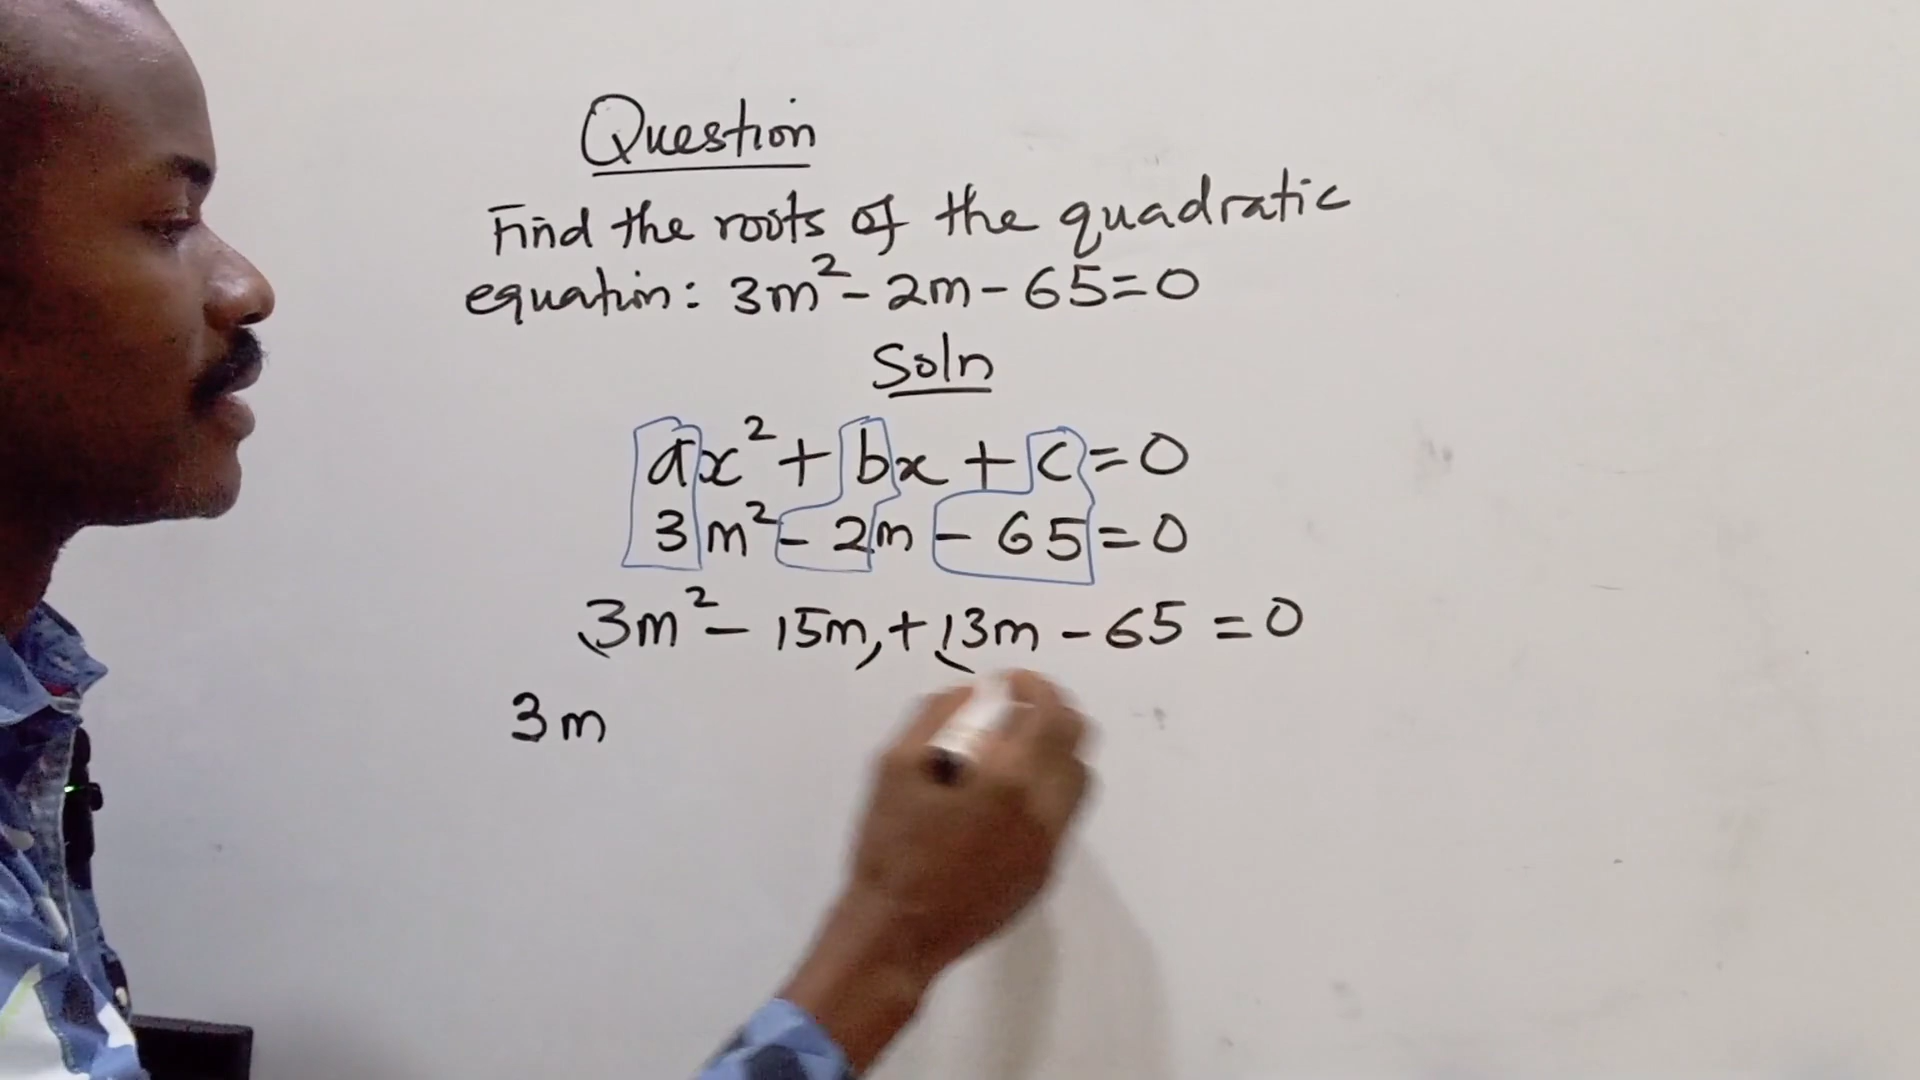 Question
Find the roots of the quadratic
equation: 3m² - 2m - 65 = 0
Soln
ax² + bx + c = 0
3m² - 2m - 65 = 0
3m² - 15m, + 13m - 65 = 0
3m